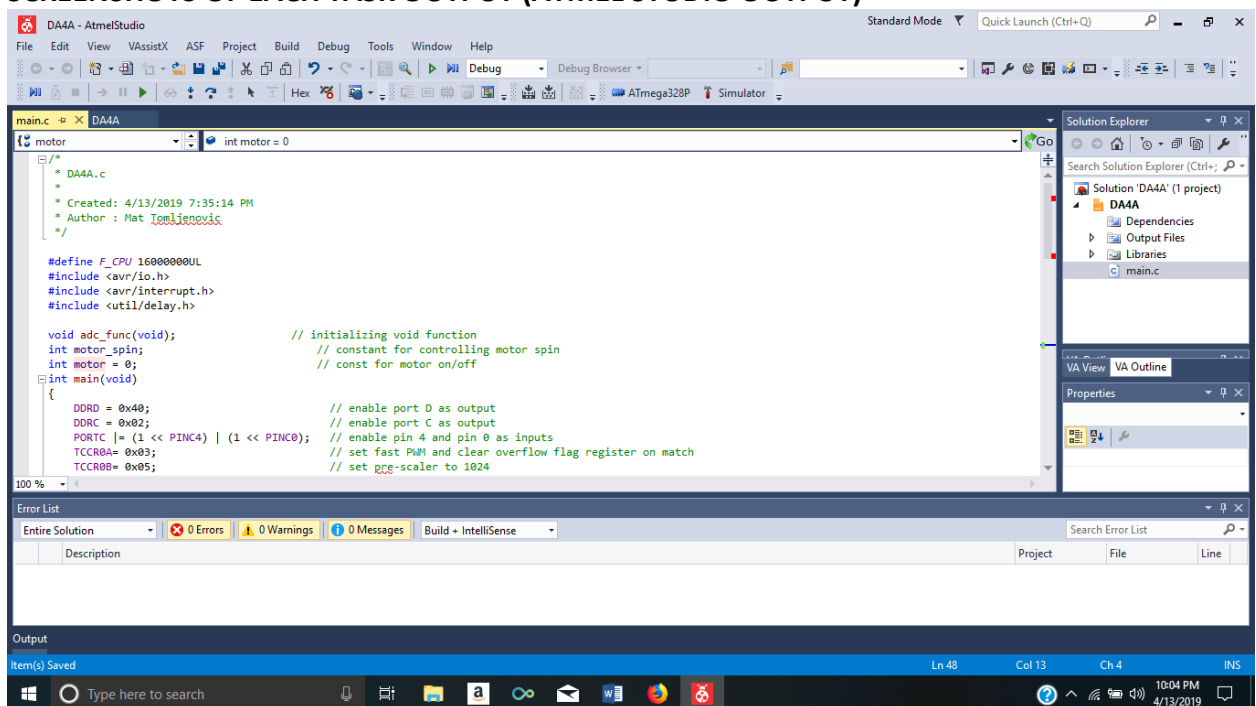 SCREENSHOTS OF EACH TASK OUTPUT (ATMEL STUDIO OUTPUT)
DA4A - AtmelStudio
Standard Mode
Quick Launch (Ctrl+Q)
File Edit View VAssistX ASF Project Build Debug Tools Window Help
Debug Debug Browser
Hex ATmega328P Simulator
main.c DA4A
motor int motor = 0 Go
/*
* DA4A.c
*
* Created: 4/13/2019 7:35:14 PM
* Author : Mat Tomljenovic
*/
#define F_CPU 16000000UL
#include <avr/io.h>
#include <avr/interrupt.h>
#include <util/delay.h>
void adc_func(void); // initializing void function
int motor_spin; // constant for controlling motor spin
int motor = 0; // const for motor on/off
int main(void)
{
DDRD = 0x40; // enable port D as output
DDRC = 0x02; // enable port C as output
PORTC |= (1 << PINC4) | (1 << PINC0); // enable pin 4 and pin 0 as inputs
TCCR0A= 0x03; // set fast PWM and clear overflow flag register on match
TCCR0B= 0x05; // set pre-scaler to 1024
100 %
Solution Explorer
Search Solution Explorer (Ctrl+;
Solution 'DA4A' (1 project)
DA4A
Dependencies
Output Files
Libraries
main.c
VA View VA Outline
Properties
Error List
Entire Solution 0 Errors 0 Warnings 0 Messages Build + IntelliSense
Search Error List
Description Project File Line
Output
Item(s) Saved Ln 48 Col 13 Ch 4 INS
Type here to search
10:04 PM
4/13/2019